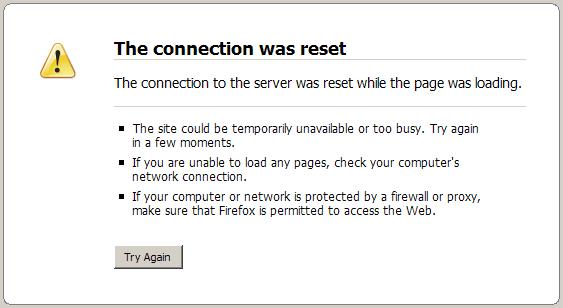 The connection was reset
The connection to the server was reset while the page was loading.
The site could be temporarily unavailable or too busy. Try again
in a few moments.
If you are unable to load any pages, check your computer's
network connection.
If your computer or network is protected by a firewall or proxy,
make sure that Firefox is permitted to access the Web.
Try Again